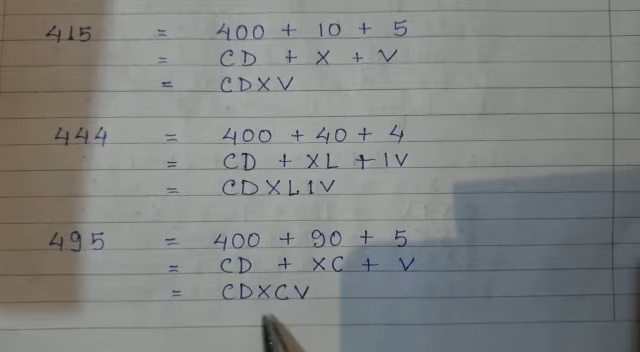 415 = 400 + 10 + 5
= CD + X + V
= CDXV
444 = 400 + 40 + 4
= CD + XL + IV
= CDXLIV
495 = 400 + 90 + 5
= CD + XC + V
= CDXCV